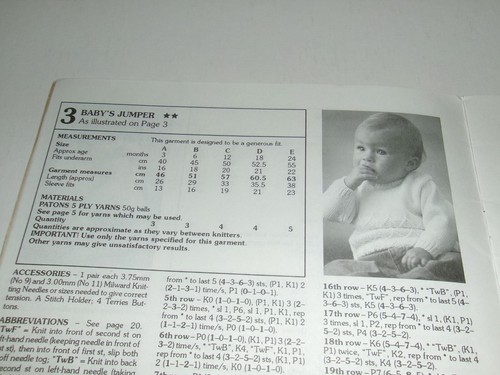 3 BABY'S JUMPER ★★
As illustrated on Page 3
MEASUREMENTS This garment is designed to be a generous fit.
Size A B C D E
Approx age months 3 6 12 18 24
Fits underarm cm 40 45 50 52.5 55
ins 16 18 20 21 22
Garment measures cm 46 51 57 60.5 63
Length (approx) cm 26 29 33 35.5 38
Sleeve fits cm 13 16 19 21 23
MATERIALS
PATONS 5 PLY YARNS 50g balls
See page 5 for yarns which may be used.
Quantity 3 3 4 4 5
Quantities are approximate as they vary between knitters.
IMPORTANT! Use only the yarns specified for this garment.
Other yarns may give unsatisfactory results.
ACCESSORIES - 1 pair each 3.75mm
(No 9) and 3.00mm (No 11) Milward Knit-
ting Needles or sizes needed to give correct
tension. A Stitch Holder; 4 Terries But-
tons.
ABBREVIATIONS - See page 20.
"TwF" = Knit into front of second st on
left-hand needle (keeping needle in front of
st), then into front of first st, slip both
off needle tog; "TwB" = Knit into back
second st on left-hand needle (taking
from * to last 5 (4-3-6-3) sts, (P1, K1) 2
(2-1-3-1) time/s, P1 (0-1-0-1).
5th row - K0 (1-0-1-0), (P1, K1) 3 (2-
2-3-2) times, * sl 1, P6, sl 1, P1, K1, rep
from * to last 4 (3-2-5-2) sts, (P1, K1) 2
(1-1-2-1) time/s, P0 (1-0-1-0).
6th row - P0 (1-0-1-0), (K1, P1) 3 (2-2-
3-2) time/s, * "TwB", K4, "TwF", K1, P1,
rep from * to last 4 (3-2-5-2) sts, (K1, P1)
2 (1-1-2-1) time/s, K0 (1-0-1-0).
16th row - K5 (4-3-6-3), * "TwB", (P1,
K1) 3 times, "TwF", rep from * to last 5 (4-
3-6-3) sts, K5 (4-3-6-3).
17th row - P6 (5-4-7-4), * sl 1, (K1, P1)
3 times, sl 1, P2, rep from * to last 4 (3-2-
5-2) sts, P4 (3-2-5-2).
18th row - K6 (5-4-7-4), * "TwB", (K1,
P1) twice, "TwF", K2, rep from * to last 4
(3-2-5-2) sts, K4 (3-2-5-2).